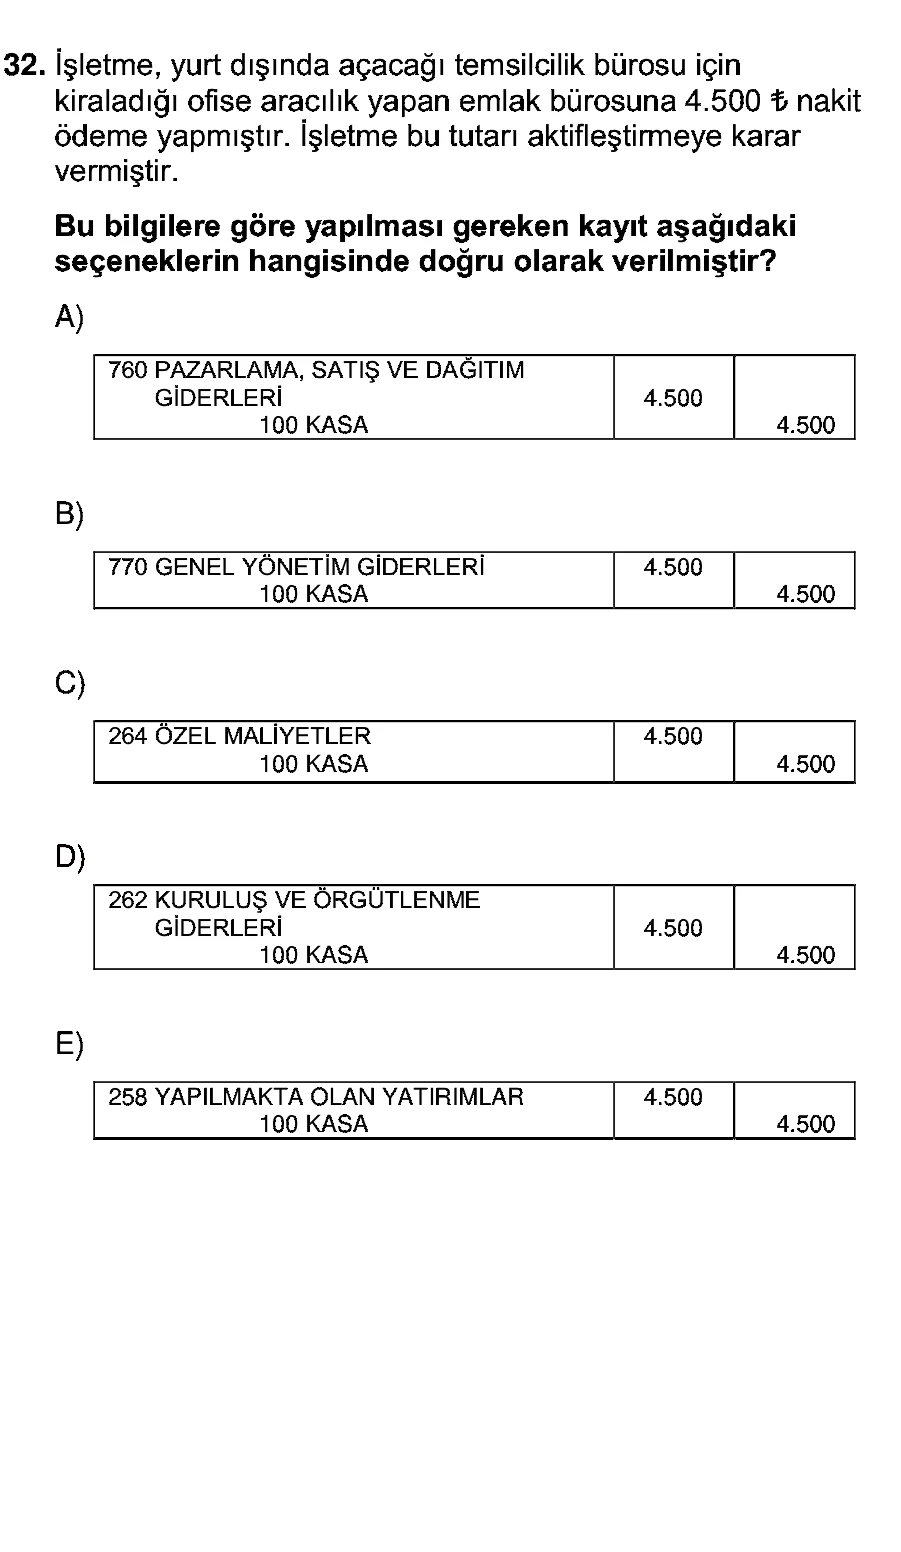 32. İşletme, yurt dışında açacağı temsilcilik bürosu için
kiraladığı ofise aracılık yapan emlak bürosuna 4.500 ₺ nakit
ödeme yapmıştır. İşletme bu tutarı aktifleştirmeye karar
vermiştir.
Bu bilgilere göre yapılması gereken kayıt aşağıdaki
seçeneklerin hangisinde doğru olarak verilmiştir?
A)
760 PAZARLAMA, SATIŞ VE DAĞITIM
GİDERLERİ 4.500
100 KASA 4.500
B)
770 GENEL YÖNETİM GİDERLERİ 4.500
100 KASA 4.500
C)
264 ÖZEL MALİYETLER 4.500
100 KASA 4.500
D)
262 KURULUŞ VE ÖRGÜTLENME
GİDERLERİ 4.500
100 KASA 4.500
E)
258 YAPILMAKTA OLAN YATIRIMLAR 4.500
100 KASA 4.500